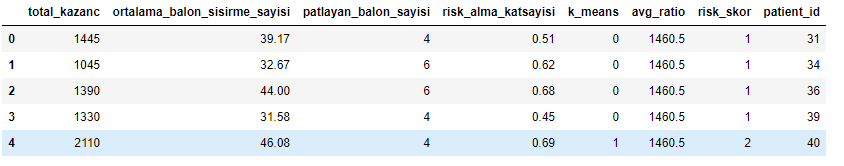 total_kazanc ortalama_balon_sisirme_sayisi patlayan_balon_sayisi risk_alma_katsayisi k_means avg_ratio risk_skor patient_id
0 1445 39.17 4 0.51 0 1460.5 1 31
1 1045 32.67 6 0.62 0 1460.5 1 34
2 1390 44.00 6 0.68 0 1460.5 1 36
3 1330 31.58 4 0.45 0 1460.5 1 39
4 2110 46.08 4 0.69 1 1460.5 2 40